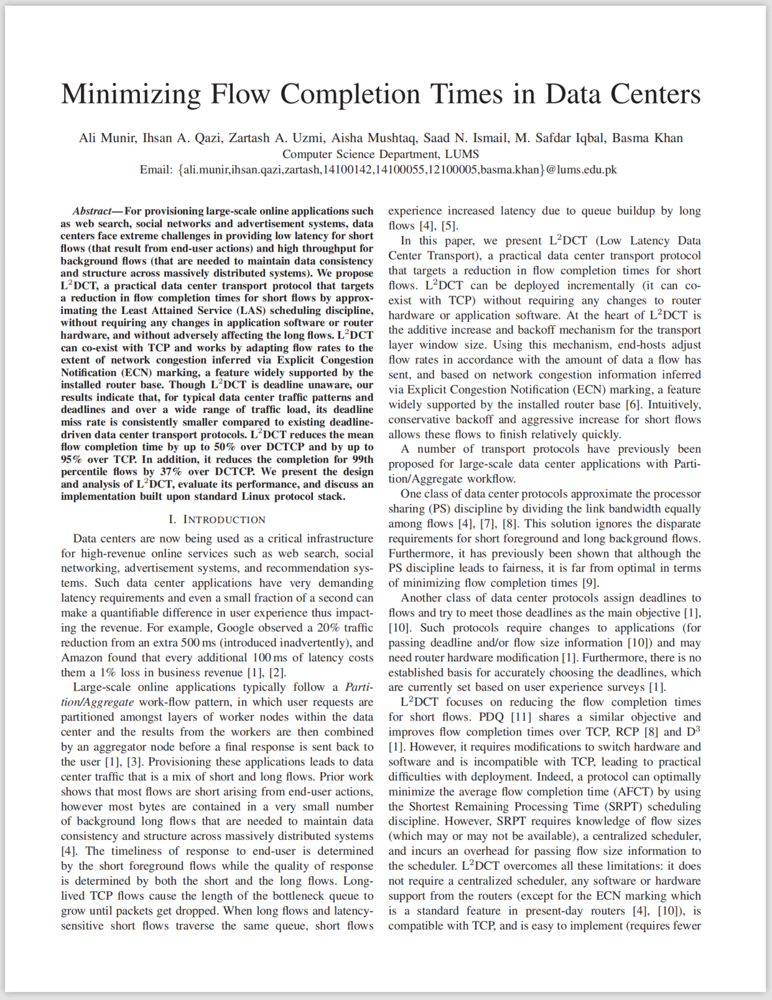 Minimizing Flow Completion Times in Data Centers
Ali Munir, Ihsan A. Qazi, Zartash A. Uzmi, Aisha Mushtaq, Saad N. Ismail, M. Safdar Iqbal, Basma Khan
Computer Science Department, LUMS
Email: {ali.munir,ihsan.qazi,zartash,14100142,14100055,12100005,basma.khan}@lums.edu.pk
Abstract—For provisioning large-scale online applications such
as web search, social networks and advertisement systems, data
centers face extreme challenges in providing low latency for short
flows (that result from end-user actions) and high throughput for
background flows (that are needed to maintain data consistency
and structure across massively distributed systems). We propose
L²DCT, a practical data center transport protocol that targets
a reduction in flow completion times for short flows by approx-
imating the Least Attained Service (LAS) scheduling discipline,
without requiring any changes in application software or router
hardware, and without adversely affecting the long flows. L²DCT
can co-exist with TCP and works by adapting flow rates to the
extent of network congestion inferred via Explicit Congestion
Notification (ECN) marking, a feature widely supported by the
installed router base. Though L²DCT is deadline unaware, our
results indicate that, for typical data center traffic patterns and
deadlines and over a wide range of traffic load, its deadline
miss rate is consistently smaller compared to existing deadline-
driven data center transport protocols. L²DCT reduces the mean
flow completion time by up to 50% over DCTCP and by up to
95% over TCP. In addition, it reduces the completion for 99th
percentile flows by 37% over DCTCP. We present the design
and analysis of L²DCT, evaluate its performance, and discuss an
implementation built upon standard Linux protocol stack.
I. INTRODUCTION
Data centers are now being used as a critical infrastructure
for high-revenue online services such as web search, social
networking, advertisement systems, and recommendation sys-
tems. Such data center applications have very demanding
latency requirements and even a small fraction of a second can
make a quantifiable difference in user experience thus impact-
ing the revenue. For example, Google observed a 20% traffic
reduction from an extra 500 ms (introduced inadvertently), and
Amazon found that every additional 100 ms of latency costs
them a 1% loss in business revenue [1], [2].
Large-scale online applications typically follow a Parti-
tion/Aggregate work-flow pattern, in which user requests are
partitioned amongst layers of worker nodes within the data
center and the results from the workers are then combined
by an aggregator node before a final response is sent back to
the user [1], [3]. Provisioning these applications leads to data
center traffic that is a mix of short and long flows. Prior work
shows that most flows are short arising from end-user actions,
however most bytes are contained in a very small number
of background long flows that are needed to maintain data
consistency and structure across massively distributed systems
[4]. The timeliness of response to end-user is determined
by the short foreground flows while the quality of response
is determined by both the short and the long flows. Long-
lived TCP flows cause the length of the bottleneck queue to
grow until packets get dropped. When long flows and latency-
sensitive short flows traverse the same queue, short flows
experience increased latency due to queue buildup by long
flows [4], [5].
In this paper, we present L²DCT (Low Latency Data
Center Transport), a practical data center transport protocol
that targets a reduction in flow completion times for short
flows. L²DCT can be deployed incrementally (it can co-
exist with TCP) without requiring any changes to router
hardware or application software. At the heart of L²DCT is
the additive increase and backoff mechanism for the transport
layer window size. Using this mechanism, end-hosts adjust
flow rates in accordance with the amount of data a flow has
sent, and based on network congestion information inferred
via Explicit Congestion Notification (ECN) marking, a feature
widely supported by the installed router base [6]. Intuitively,
conservative backoff and aggressive increase for short flows
allows these flows to finish relatively quickly.
A number of transport protocols have previously been
proposed for large-scale data center applications with Parti-
tion/Aggregate workflow.
One class of data center protocols approximate the processor
sharing (PS) discipline by dividing the link bandwidth equally
among flows [4], [7], [8]. This solution ignores the disparate
requirements for short foreground and long background flows.
Furthermore, it has previously been shown that although the
PS discipline leads to fairness, it is far from optimal in terms
of minimizing flow completion times [9].
Another class of data center protocols assign deadlines to
flows and try to meet those deadlines as the main objective [1],
[10]. Such protocols require changes to applications (for
passing deadline and/or flow size information [10]) and may
need router hardware modification [1]. Furthermore, there is no
established basis for accurately choosing the deadlines, which
are currently set based on user experience surveys [1].
L²DCT focuses on reducing the flow completion times
for short flows. PDQ [11] shares a similar objective and
improves flow completion times over TCP, RCP [8] and D³
[1]. However, it requires modifications to switch hardware and
software and is incompatible with TCP, leading to practical
difficulties with deployment. Indeed, a protocol can optimally
minimize the average flow completion time (AFCT) by using
the Shortest Remaining Processing Time (SRPT) scheduling
discipline. However, SRPT requires knowledge of flow sizes
(which may or may not be available), a centralized scheduler,
and incurs an overhead for passing flow size information to
the scheduler. L²DCT overcomes all these limitations: it does
not require a centralized scheduler, any software or hardware
support from the routers (except for the ECN marking which
is a standard feature in present-day routers [4], [10]), is
compatible with TCP, and is easy to implement (requires fewer